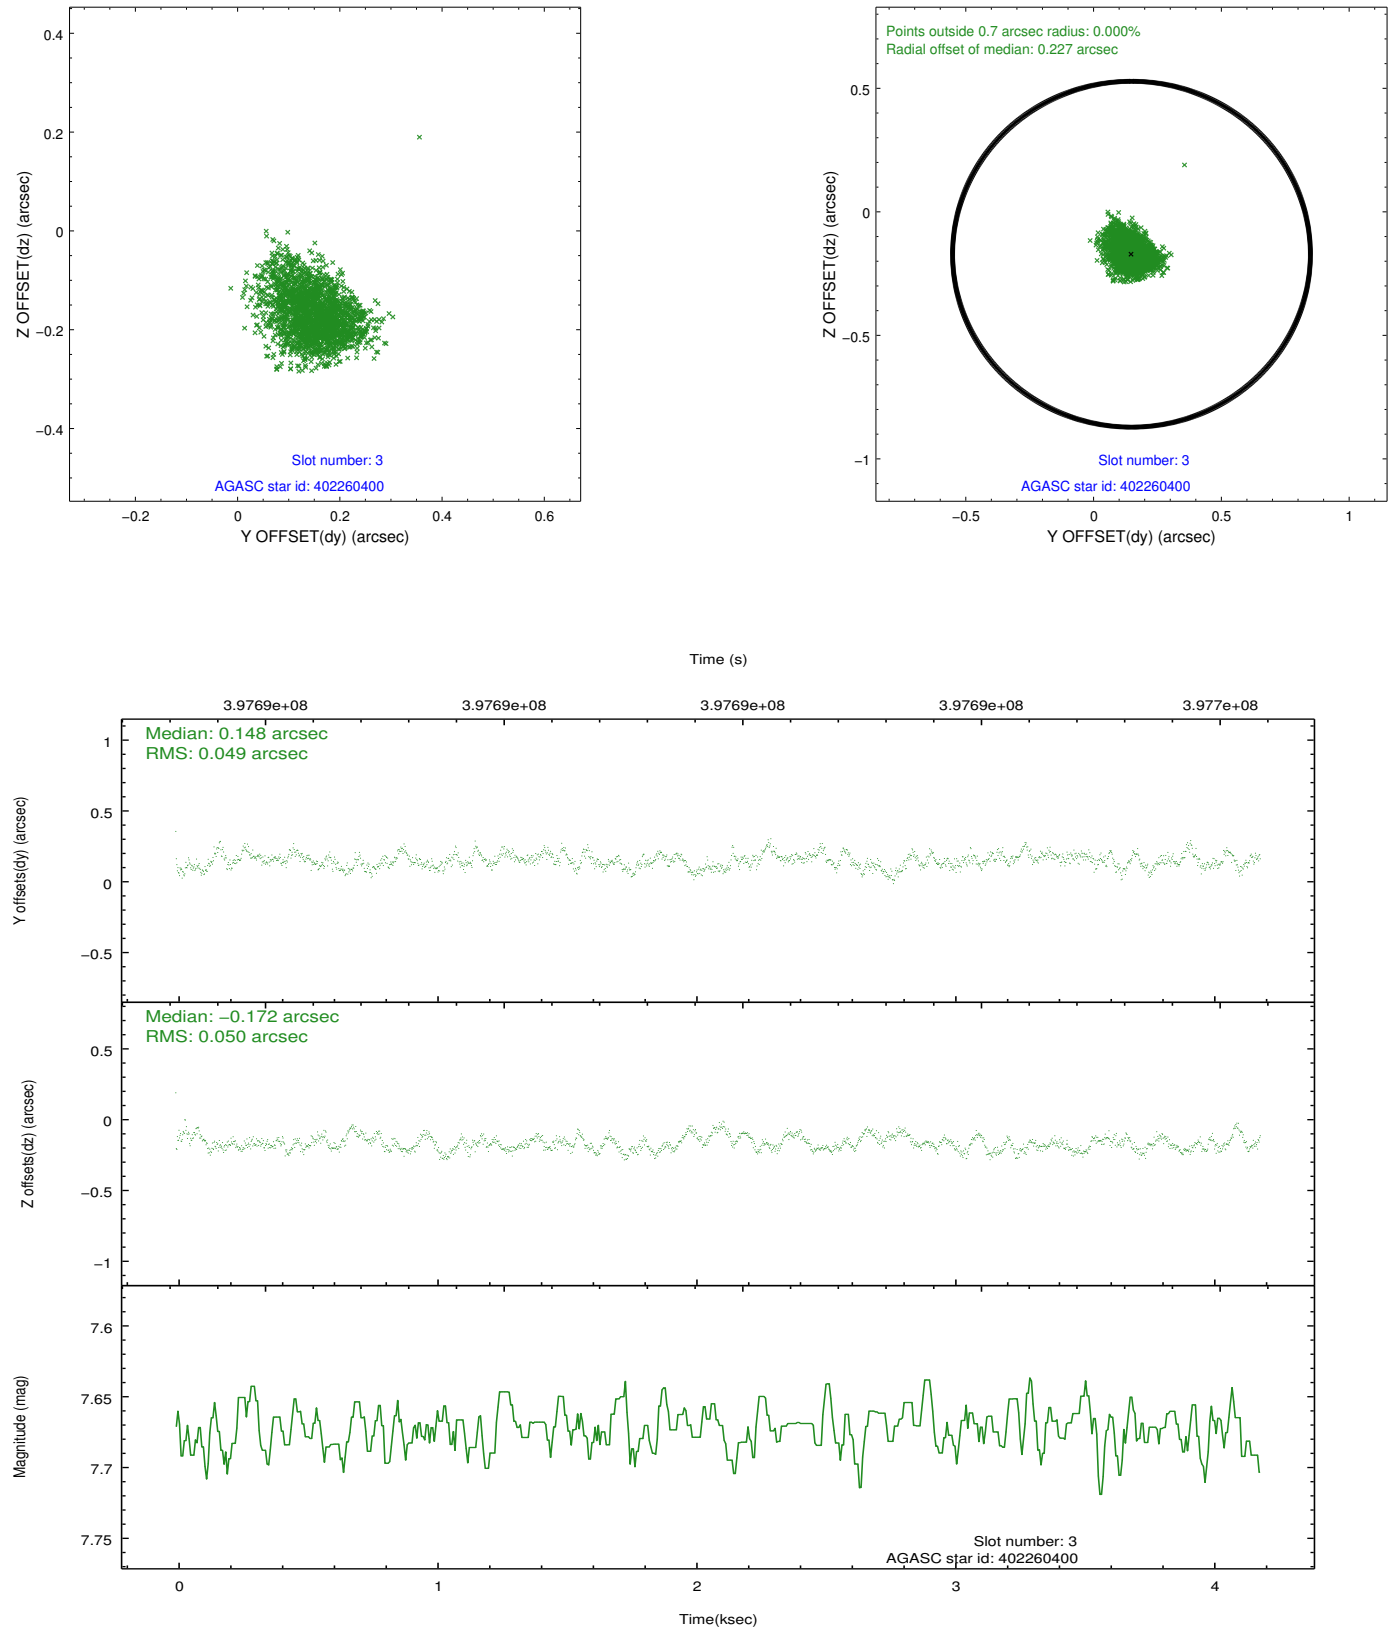 0.4
0.2
0
−0.2
−0.4
Z OFFSET(dz) (arcsec)
Slot number: 3
AGASC star id: 402260400
−0.2 0 0.2 0.4 0.6
Y OFFSET(dy) (arcsec)
Points outside 0.7 arcsec radius: 0.000%
Radial offset of median: 0.227 arcsec
0.5
0
−0.5
−1
Z OFFSET(dz) (arcsec)
Slot number: 3
AGASC star id: 402260400
−0.5 0 0.5 1
Y OFFSET(dy) (arcsec)
Time (s)
3.9769e+08 3.9769e+08 3.9769e+08 3.9769e+08 3.977e+08
Median: 0.148 arcsec
RMS: 0.049 arcsec
1
0.5
0
−0.5
Y offsets(dy) (arcsec)
Median: −0.172 arcsec
RMS: 0.050 arcsec
0.5
0
−0.5
−1
Z offsets(dz) (arcsec)
7.6
7.65
7.7
7.75
Magnitude (mag)
Slot number: 3
AGASC star id: 402260400
0 1 2 3 4
Time(ksec)